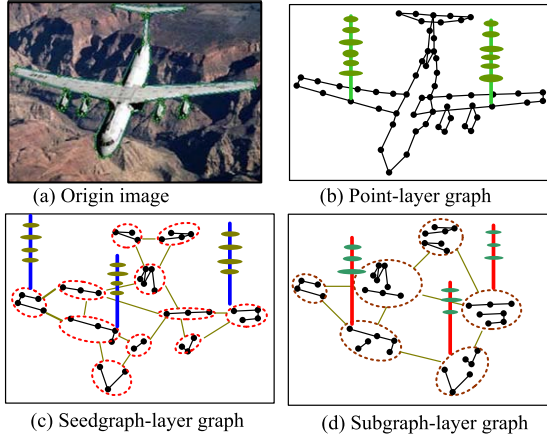 (a) Origin image
(b) Point-layer graph
(c) Seedgraph-layer graph
(d) Subgraph-layer graph